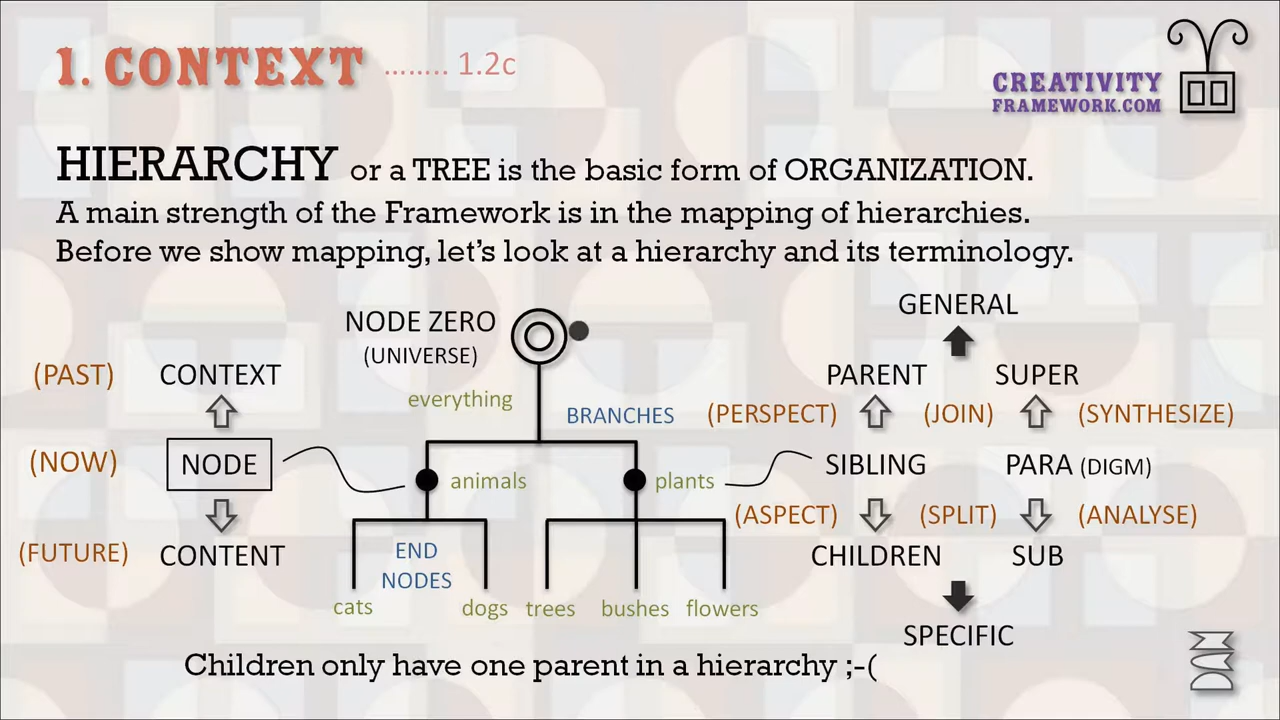 1. CONTEXT ........ 1.2c
CREATIVITY
FRAMEWORK.COM
HIERARCHY or a TREE is the basic form of ORGANIZATION.
A main strength of the Framework is in the mapping of hierarchies.
Before we show mapping, let's look at a hierarchy and its terminology.
(PAST) CONTEXT
(NOW) NODE
(FUTURE) CONTENT
NODE ZERO
(UNIVERSE)
everything
BRANCHES
animals
plants
END
NODES
cats dogs trees bushes flowers
GENERAL
PARENT SUPER
(PERSPECT) (JOIN) (SYNTHESIZE)
SIBLING PARA (DIGM)
(ASPECT) (SPLIT) (ANALYSE)
CHILDREN SUB
SPECIFIC
Children only have one parent in a hierarchy ;-(